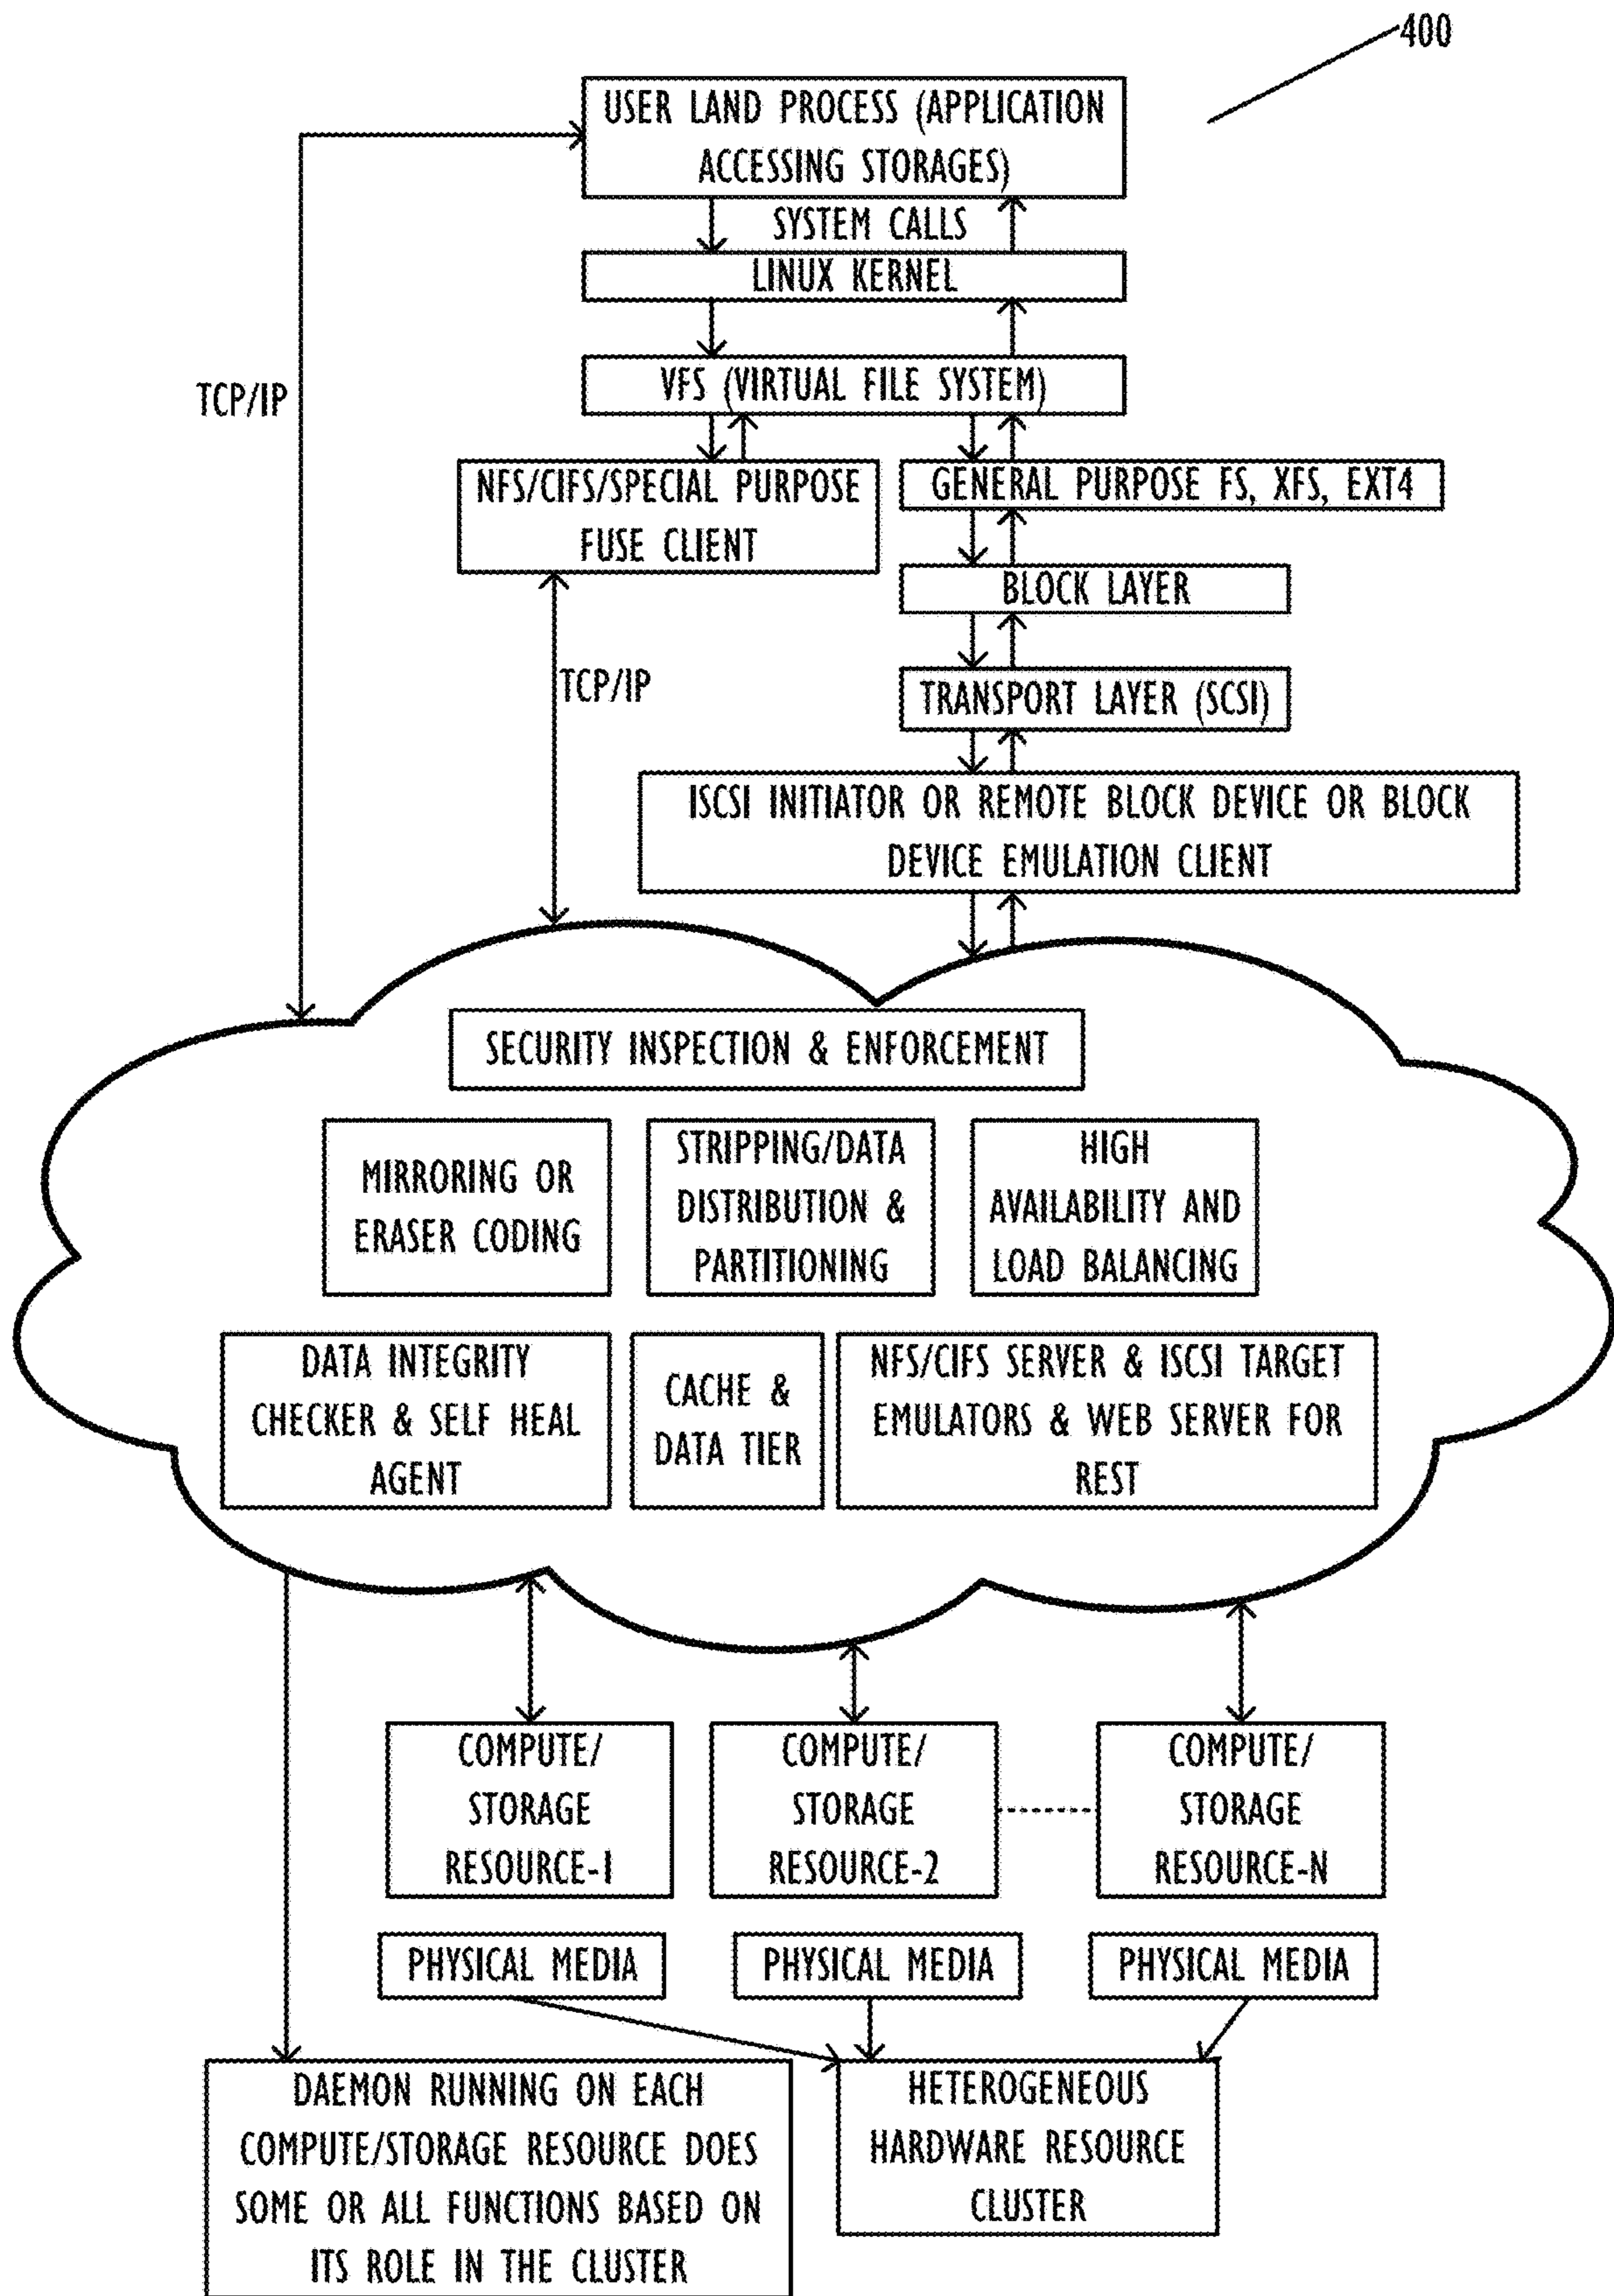 400
USER LAND PROCESS (APPLICATION
ACCESSING STORAGES)
SYSTEM CALLS
LINUX KERNEL
VFS (VIRTUAL FILE SYSTEM)
TCP/IP
NFS/CIFS/SPECIAL PURPOSE
FUSE CLIENT
GENERAL PURPOSE FS, XFS, EXT4
BLOCK LAYER
TCP/IP
TRANSPORT LAYER (SCSI)
ISCSI INITIATOR OR REMOTE BLOCK DEVICE OR BLOCK
DEVICE EMULATION CLIENT
SECURITY INSPECTION & ENFORCEMENT
MIRRORING OR
ERASER CODING
STRIPPING/DATA
DISTRIBUTION &
PARTITIONING
HIGH
AVAILABILITY AND
LOAD BALANCING
DATA INTEGRITY
CHECKER & SELF HEAL
AGENT
CACHE &
DATA TIER
NFS/CIFS SERVER & ISCSI TARGET
EMULATORS & WEB SERVER FOR
REST
COMPUTE/
STORAGE
RESOURCE-1
COMPUTE/
STORAGE
RESOURCE-2
COMPUTE/
STORAGE
RESOURCE-N
PHYSICAL MEDIA
PHYSICAL MEDIA
PHYSICAL MEDIA
DAEMON RUNNING ON EACH
COMPUTE/STORAGE RESOURCE DOES
SOME OR ALL FUNCTIONS BASED ON
ITS ROLE IN THE CLUSTER
HETEROGENEOUS
HARDWARE RESOURCE
CLUSTER